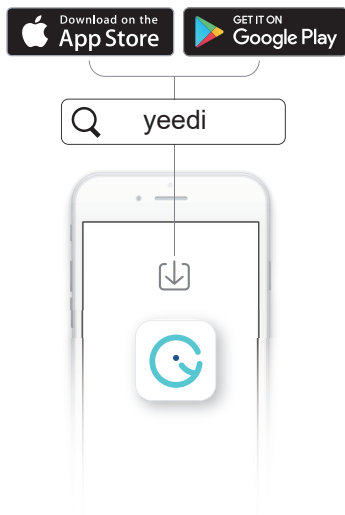 Download on the
App Store
GET IT ON
Google Play
yeedi